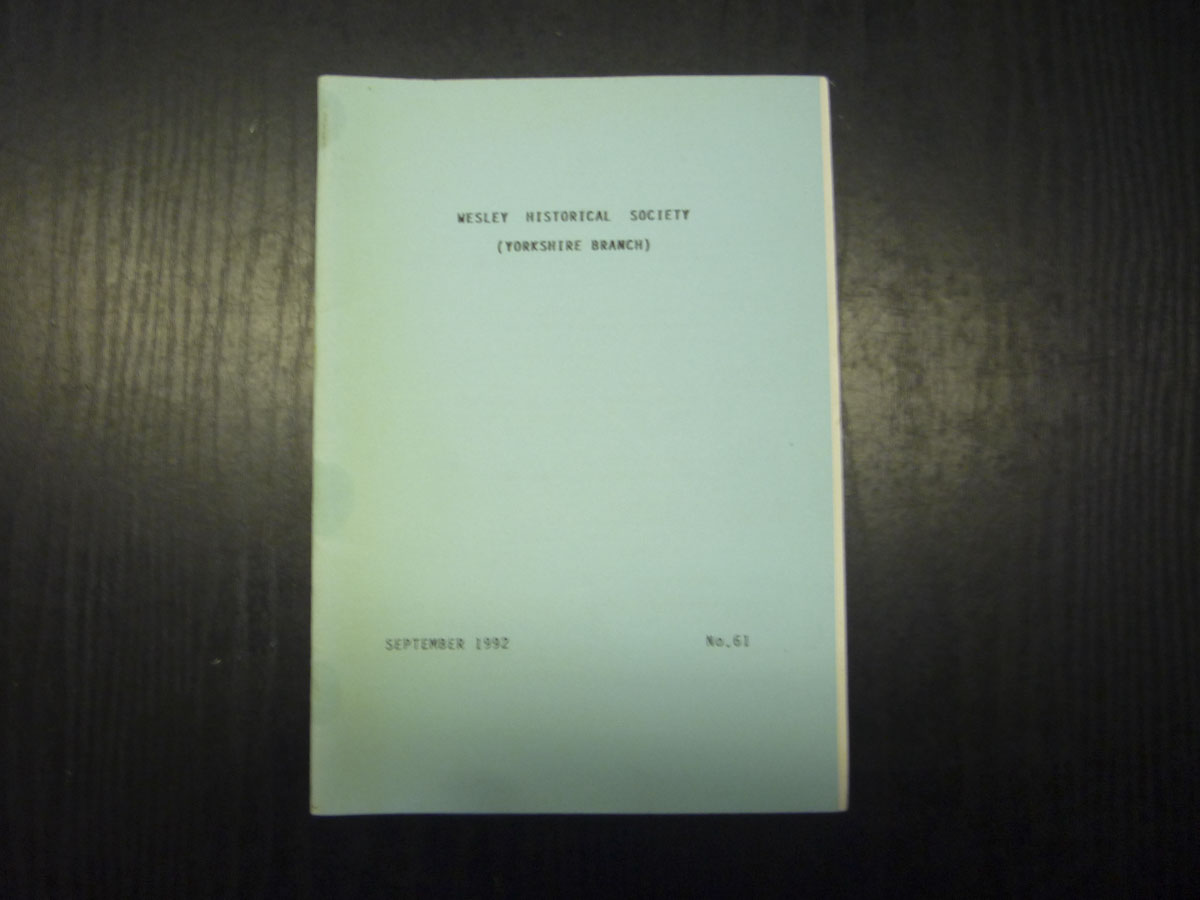 WESLEY HISTORICAL SOCIETY
(YORKSHIRE BRANCH)
SEPTEMBER 1992 No.61